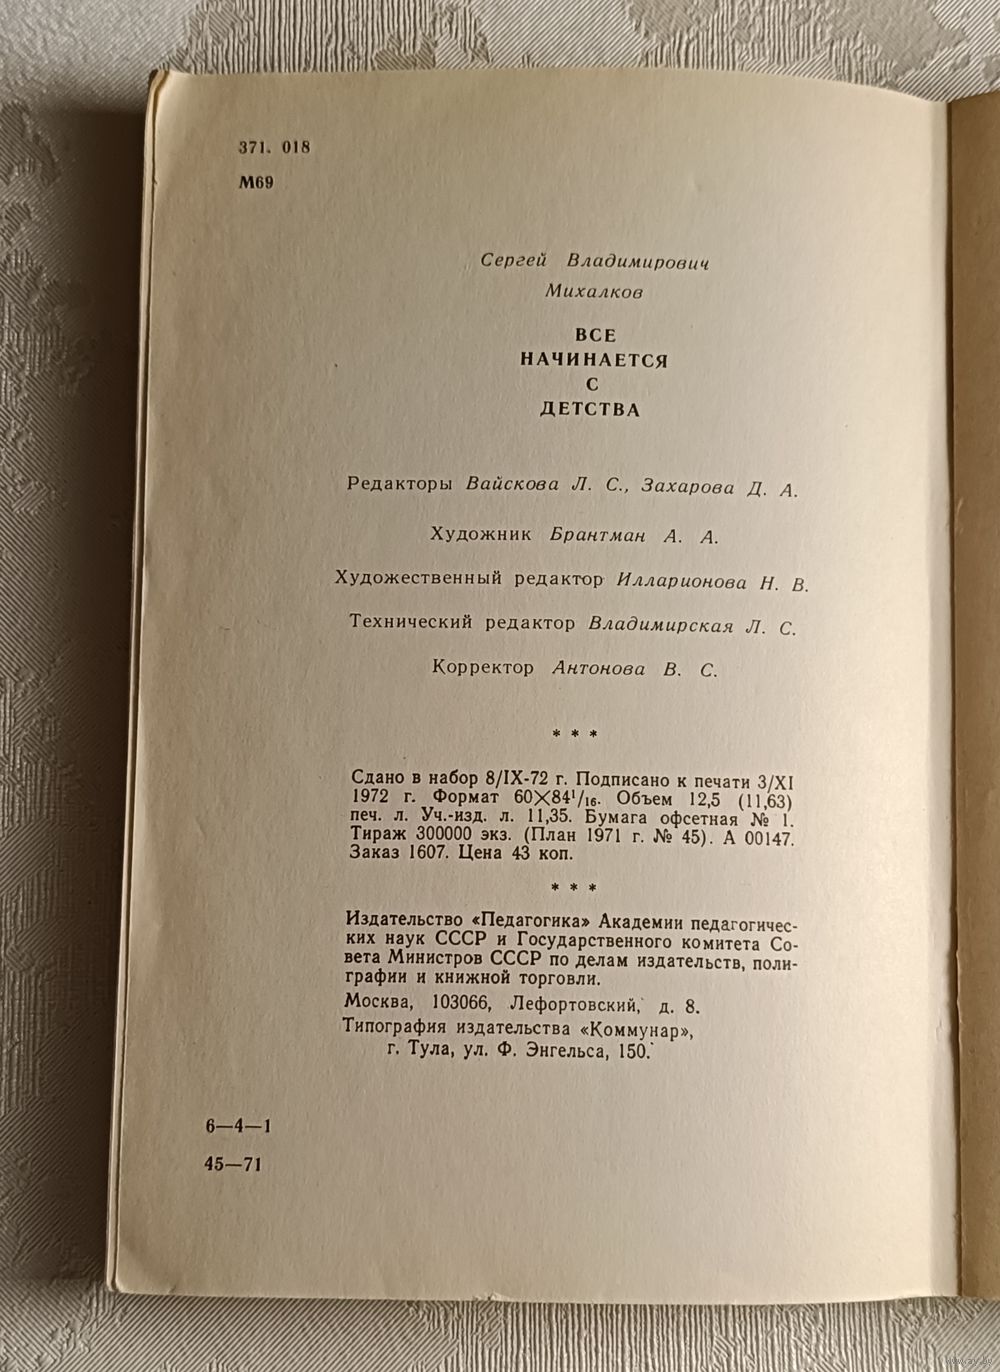 371. 018
М69
Сергей Владимирович
Михалков
ВСЕ
НАЧИНАЕТСЯ
С
ДЕТСТВА
Редакторы Вайскова Л. С., Захарова Д. А.
Художник Брантман А. А.
Художественный редактор Илларионова Н. В.
Технический редактор Владимирская Л. С.
Корректор Антонова В. С.
* * *
Сдано в набор 8/IX-72 г. Подписано к печати 3/XI
1972 г. Формат 60×84¹/₁₆. Объем 12,5 (11,63)
печ. л. Уч.-изд. л. 11,35. Бумага офсетная № 1.
Тираж 300000 экз. (План 1971 г. № 45). А 00147.
Заказ 1607. Цена 43 коп.
* * *
Издательство «Педагогика» Академии педагогичес-
ких наук СССР и Государственного комитета Со-
вета Министров СССР по делам издательств, поли-
графии и книжной торговли.
Москва, 103066, Лефортовский, д. 8.
Типография издательства «Коммунар»,
г. Тула, ул. Ф. Энгельса, 150.
6—4—1
45—71
www.ay.by